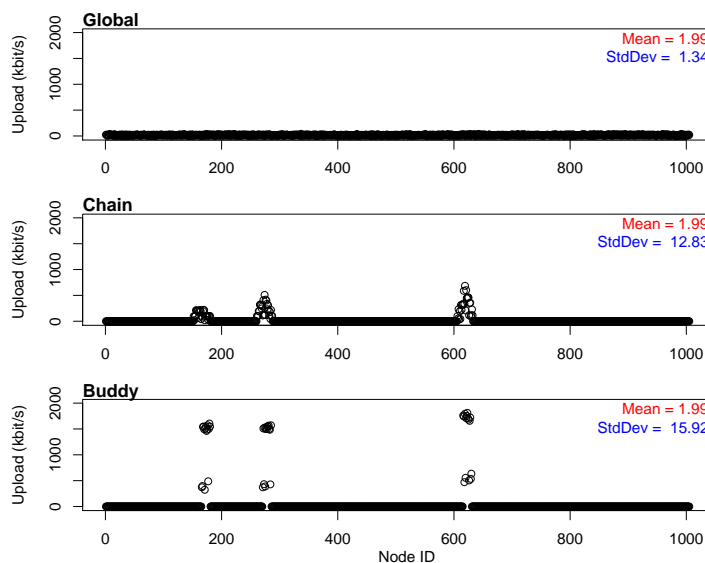 Global
Mean = 1.99
StdDev = 1.34
Upload (kbit/s)
2000
1000
0
0 200 400 600 800 1000
Chain
Mean = 1.99
StdDev = 12.83
Upload (kbit/s)
2000
1000
0
0 200 400 600 800 1000
Buddy
Mean = 1.99
StdDev = 15.92
Upload (kbit/s)
2000
1000
0
0 200 400 600 800 1000
Node ID